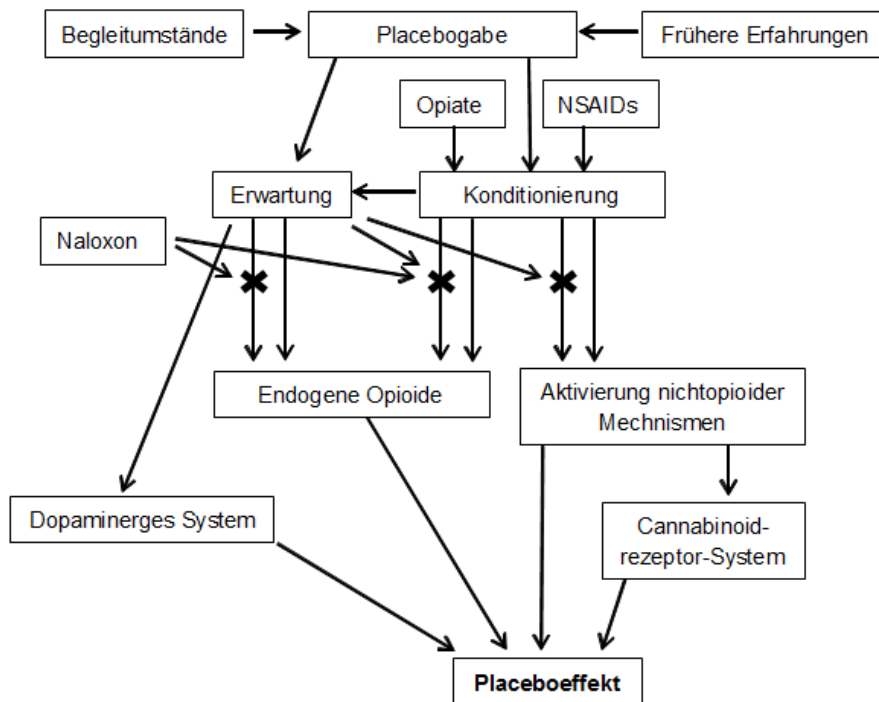 Begleitumstände
Placebogabe
Frühere Erfahrungen
Opiate
NSAIDs
Erwartung
Konditionierung
Naloxon
Endogene Opioide
Aktivierung nichtopioider
Mechnismen
Dopaminerges System
Cannabinoid-
rezeptor-System
Placeboeffekt